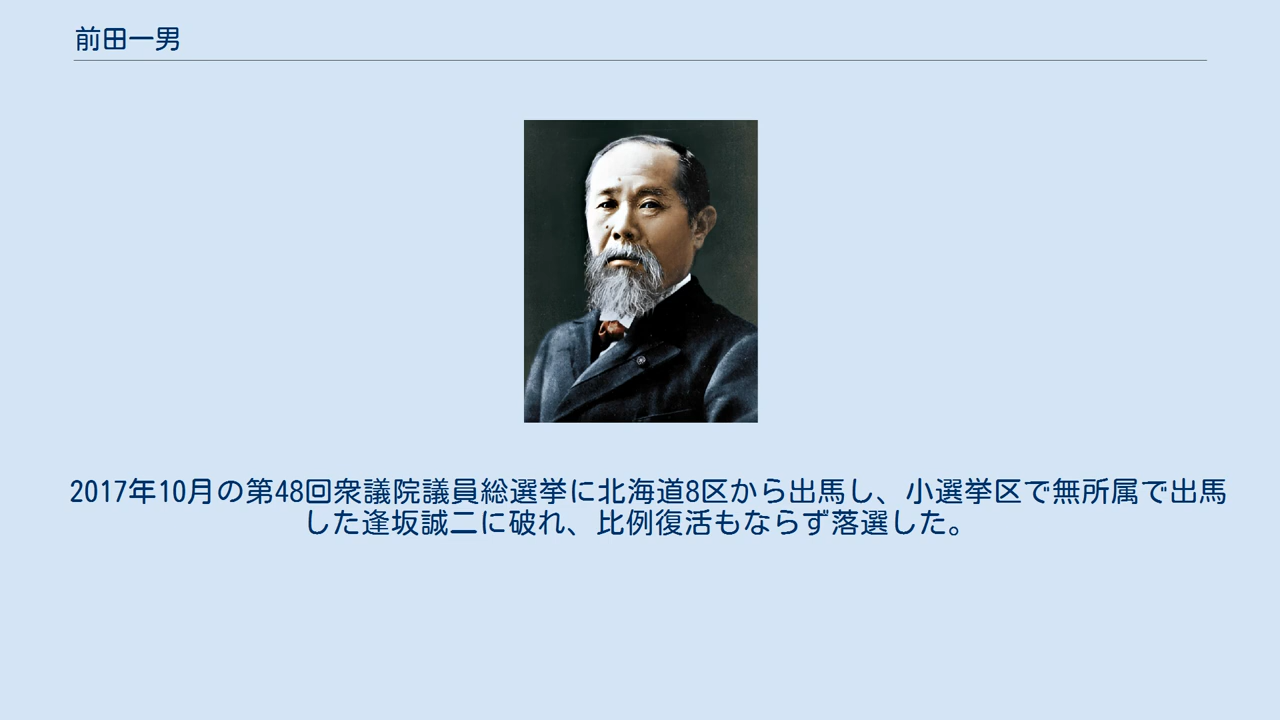 前田一男
2017年10月の第48回衆議院議員総選挙に北海道8区から出馬し、小選挙区で無所属で出馬
した逢坂誠二に破れ、比例復活もならず落選した。